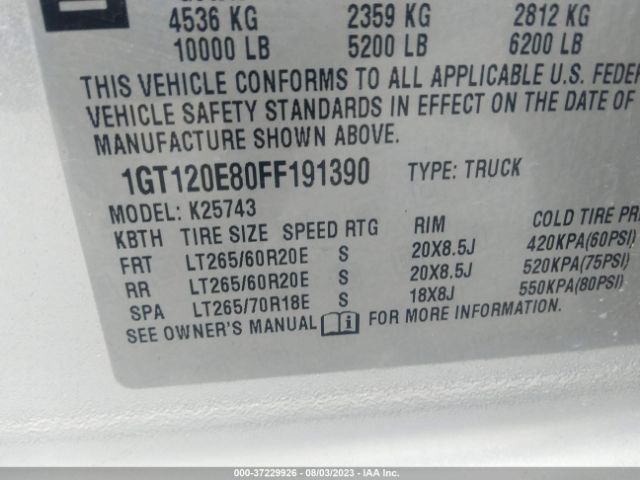 4536 KG 2359 KG 2812 KG
10000 LB 5200 LB 6200 LB
THIS VEHICLE CONFORMS TO ALL APPLICABLE U.S. FEDER
VEHICLE SAFETY STANDARDS IN EFFECT ON THE DATE OF
MANUFACTURE SHOWN ABOVE.
1GT120E80FF191390 TYPE: TRUCK
MODEL: K25743
KBTH TIRE SIZE SPEED RTG RIM COLD TIRE PR
FRT LT265/60R20E S 20X8.5J 420KPA(60PSI)
RR LT265/60R20E S 20X8.5J 520KPA(75PSI)
SPA LT265/70R18E S 18X8J 550KPA(80PSI)
SEE OWNER'S MANUAL i FOR MORE INFORMATION.
000-37229926 - 08/03/2023 - IAA Inc.